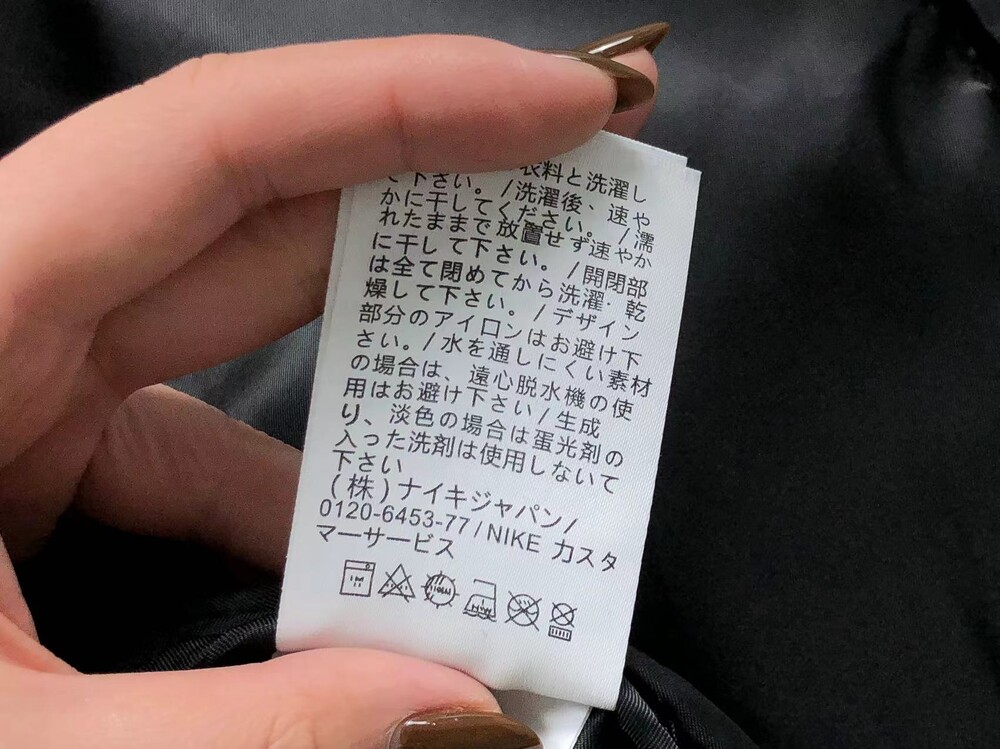 衣料と洗濯し
て下さい。/洗濯後、速や
かに干してください。/濡
れたままで放置せず速やか
に干して下さい。/開閉部
は全て閉めてから洗濯·乾
燥して下さい。/デザイン
部分のアイロンはお避け下
さい。/水を通しにくい素材
の場合は、遠心脱水機の使
用はお避け下さい/生成
り、淡色の場合は蛍光剤の
入った洗剤は使用しないで
下さい
(株)ナイキジャパン/
0120-6453-77/NIKE カスタ
マーサービス